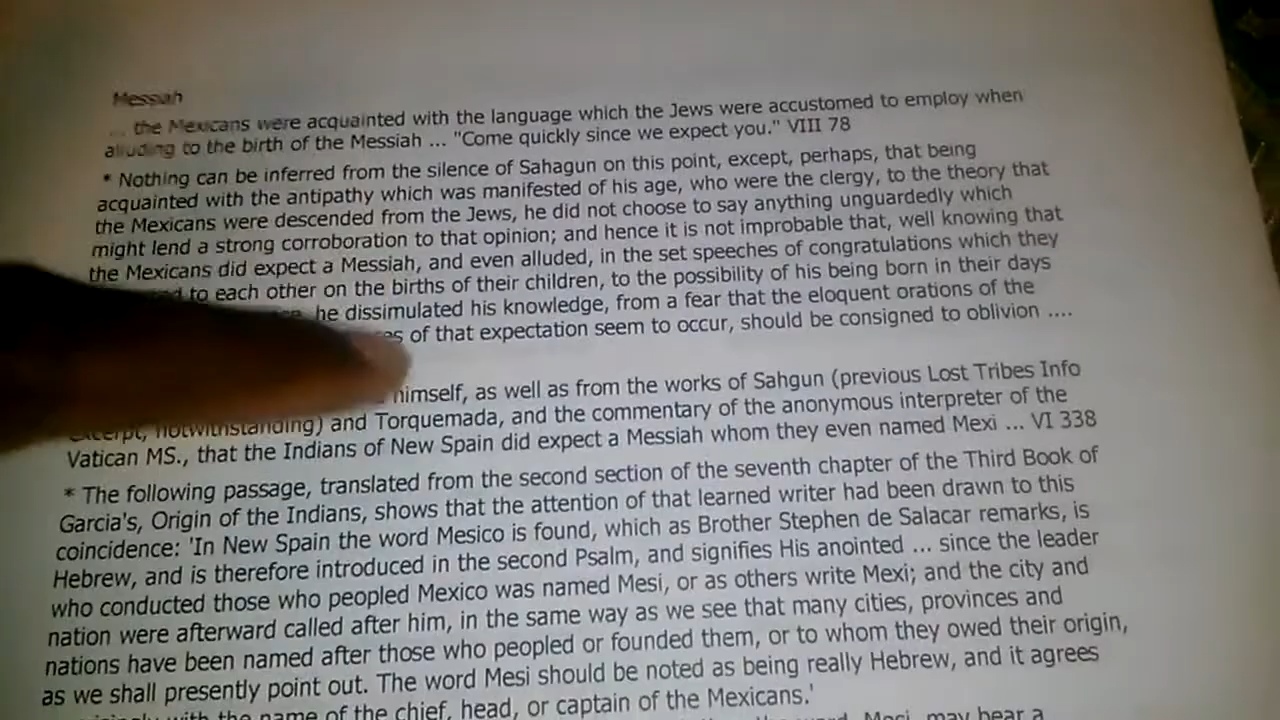 Messiah
... the Mexicans were acquainted with the language which the Jews were accustomed to employ when
alluding to the birth of the Messiah ... "Come quickly since we expect you." VIII 78
* Nothing can be inferred from the silence of Sahagun on this point, except, perhaps, that being
acquainted with the antipathy which was manifested of his age, who were the clergy, to the theory that
the Mexicans were descended from the Jews, he did not choose to say anything unguardedly which
might lend a strong corroboration to that opinion; and hence it is not improbable that, well knowing that
the Mexicans did expect a Messiah, and even alluded, in the set speeches of congratulations which they
to each other on the births of their children, to the possibility of his being born in their days
he dissimulated his knowledge, from a fear that the eloquent orations of the
of that expectation seem to occur, should be consigned to oblivion ....
himself, as well as from the works of Sahgun (previous Lost Tribes Info
Excerpt, notwithstanding) and Torquemada, and the commentary of the anonymous interpreter of the
Vatican MS., that the Indians of New Spain did expect a Messiah whom they even named Mexi ... VI 338
* The following passage, translated from the second section of the seventh chapter of the Third Book of
Garcia's, Origin of the Indians, shows that the attention of that learned writer had been drawn to this
coincidence: 'In New Spain the word Mesico is found, which as Brother Stephen de Salacar remarks, is
Hebrew, and is therefore introduced in the second Psalm, and signifies His anointed ... since the leader
who conducted those who peopled Mexico was named Mesi, or as others write Mexi; and the city and
nation were afterward called after him, in the same way as we see that many cities, provinces and
nations have been named after those who peopled or founded them, or to whom they owed their origin,
as we shall presently point out. The word Mesi should be noted as being really Hebrew, and it agrees
with the name of the chief, head, or captain of the Mexicans.'
word, Mesi, may bear a